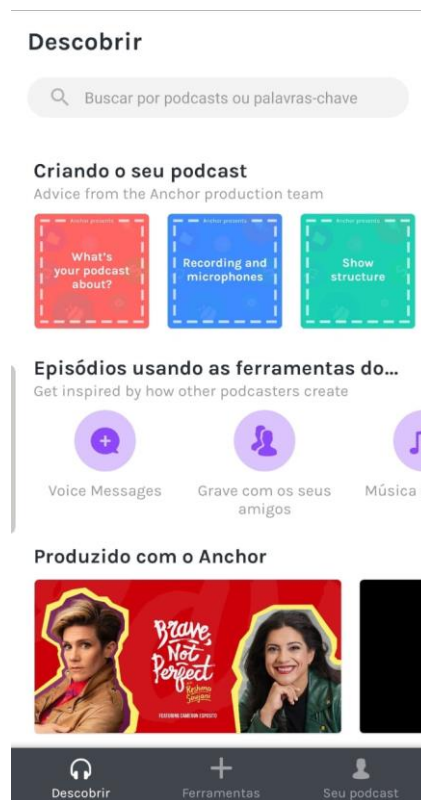 Descobrir
Buscar por podcasts ou palavras-chave
Criando o seu podcast
Advice from the Anchor production team
Anchor presents
What's
your podcast
about?
Anchor presents
Recording and
microphones
Anchor presents
Show
structure
Episódios usando as ferramentas do...
Get inspired by how other podcasters create
Voice Messages
Grave com os seus
amigos
Música
Produzido com o Anchor
Brave,
Not
Perfect
Reshma
Saujani
FEATURING CAMERON ESPOSITO
Descobrir
Ferramentas
Seu podcast